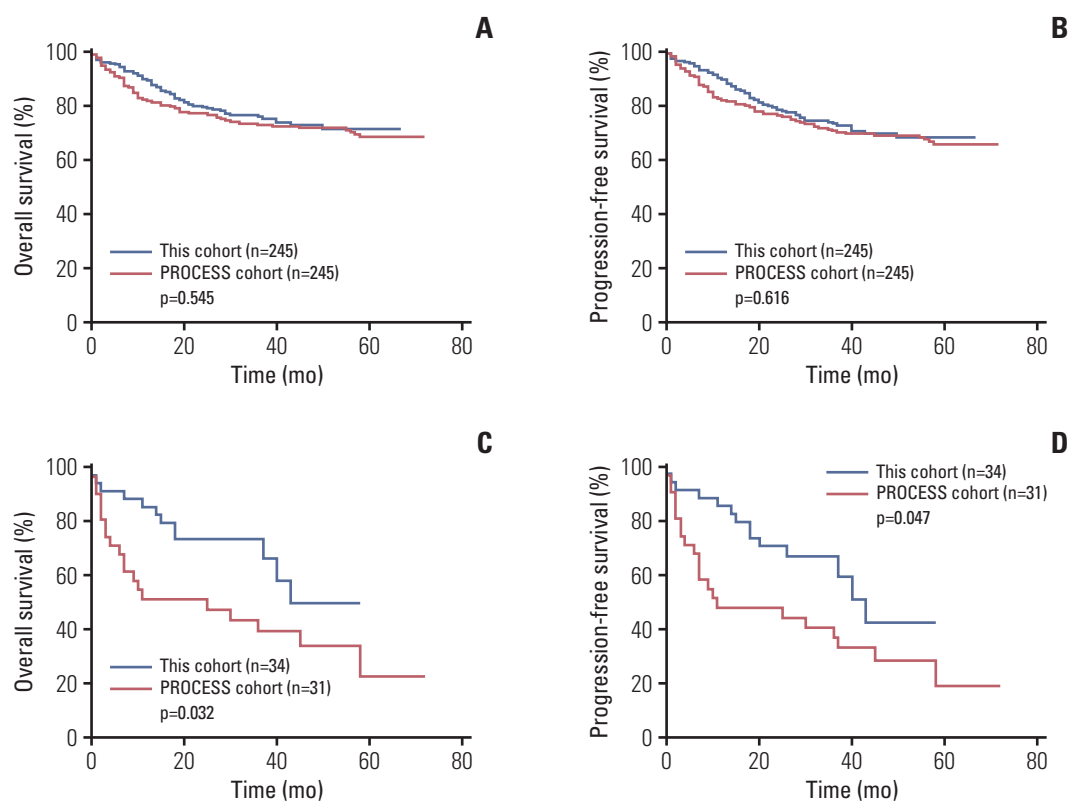 A
Overall survival (%)
100
80
60
40
20
0
This cohort (n=245)
PROCESS cohort (n=245)
p=0.545
0 20 40 60 80
Time (mo)
B
Progression-free survival (%)
100
80
60
40
20
0
This cohort (n=245)
PROCESS cohort (n=245)
p=0.616
0 20 40 60 80
Time (mo)
C
Overall survival (%)
100
80
60
40
20
0
This cohort (n=34)
PROCESS cohort (n=31)
p=0.032
0 20 40 60 80
Time (mo)
D
Progression-free survival (%)
100
80
60
40
20
0
This cohort (n=34)
PROCESS cohort (n=31)
p=0.047
0 20 40 60 80
Time (mo)